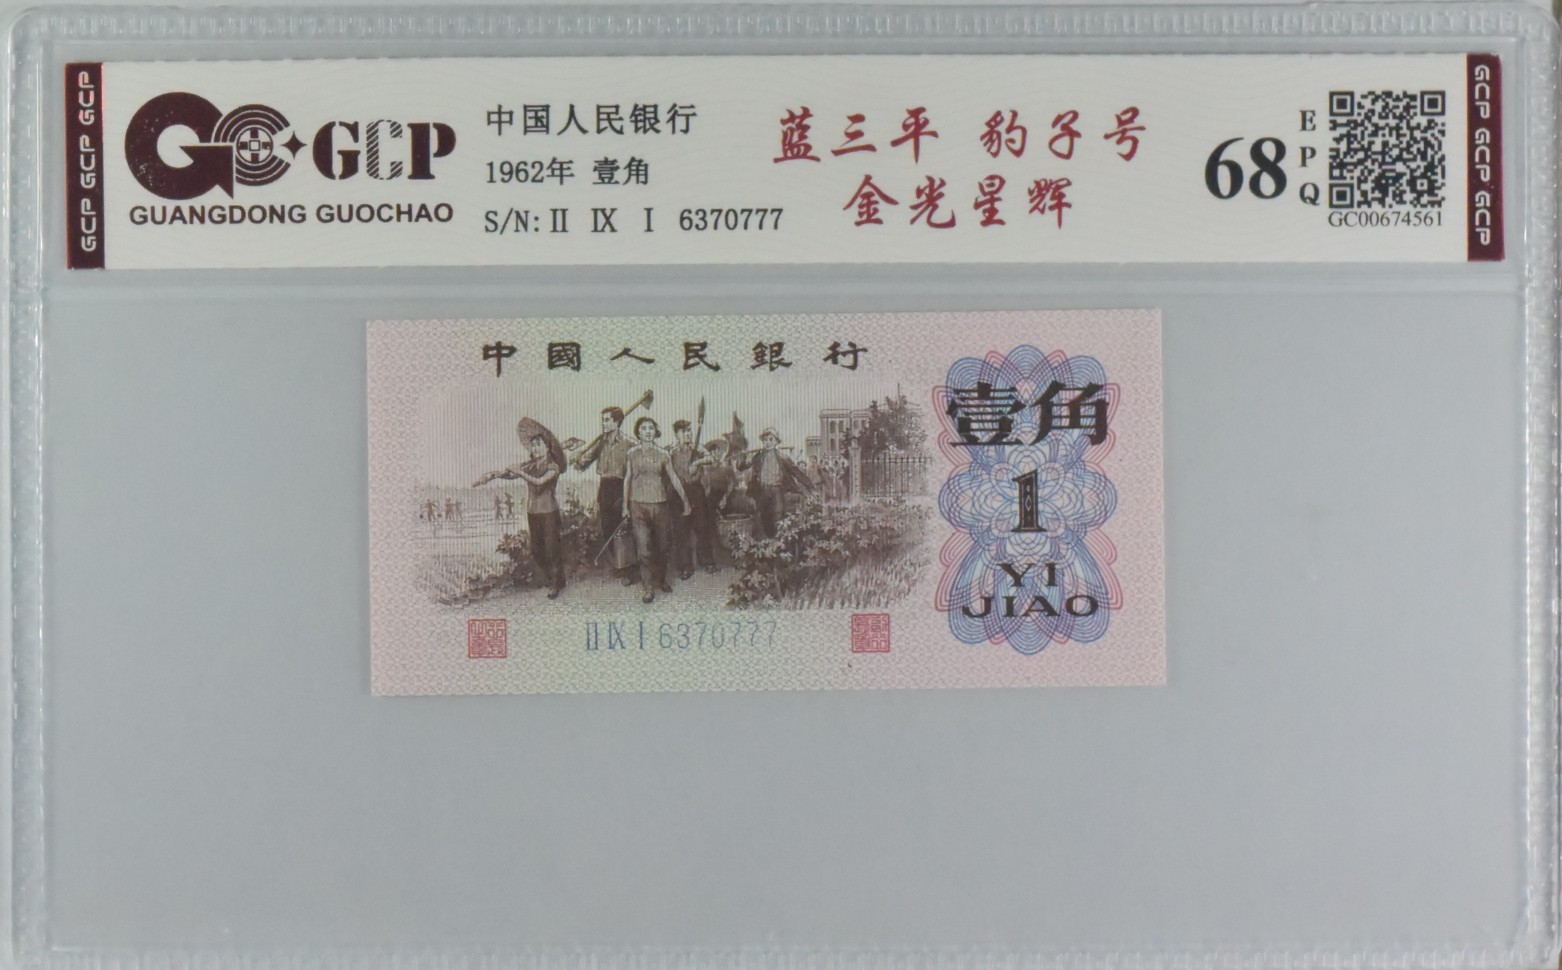 GCP GCP GCP
GCP
GUANGDONG GUOCHAO
中国人民银行
1962年 壹角
S/N: II IX I 6370777
蓝三平 豹子号
金光星辉
68
EPQ
GC00674561
GCP GCP GCP
中國人民銀行
壹角
1
YI
JIAO
II IX I 6370777